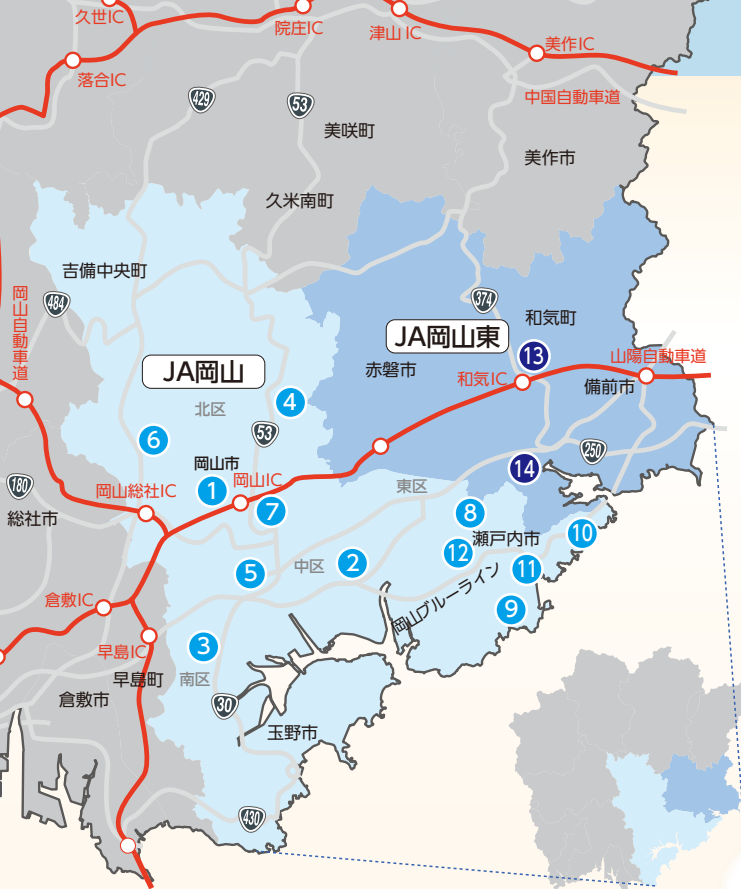 久世IC
院庄IC
津山 IC
美作IC
落合IC
中国自動車道
429
53
美咲町
美作市
久米南町
吉備中央町
484
岡山自動車道
374
和気町
JA岡山東
13
山陽自動車道
JA岡山
赤磐市
和気IC
備前市
北区
4
6
53
250
岡山市
14
180
岡山総社IC
1
岡山IC
東区
総社市
7
8
瀬戸内市
10
12
中区
2
5
11
岡山ブルーライン
倉敷IC
9
早島IC
3
早島町
南区
倉敷市
30
玉野市
430